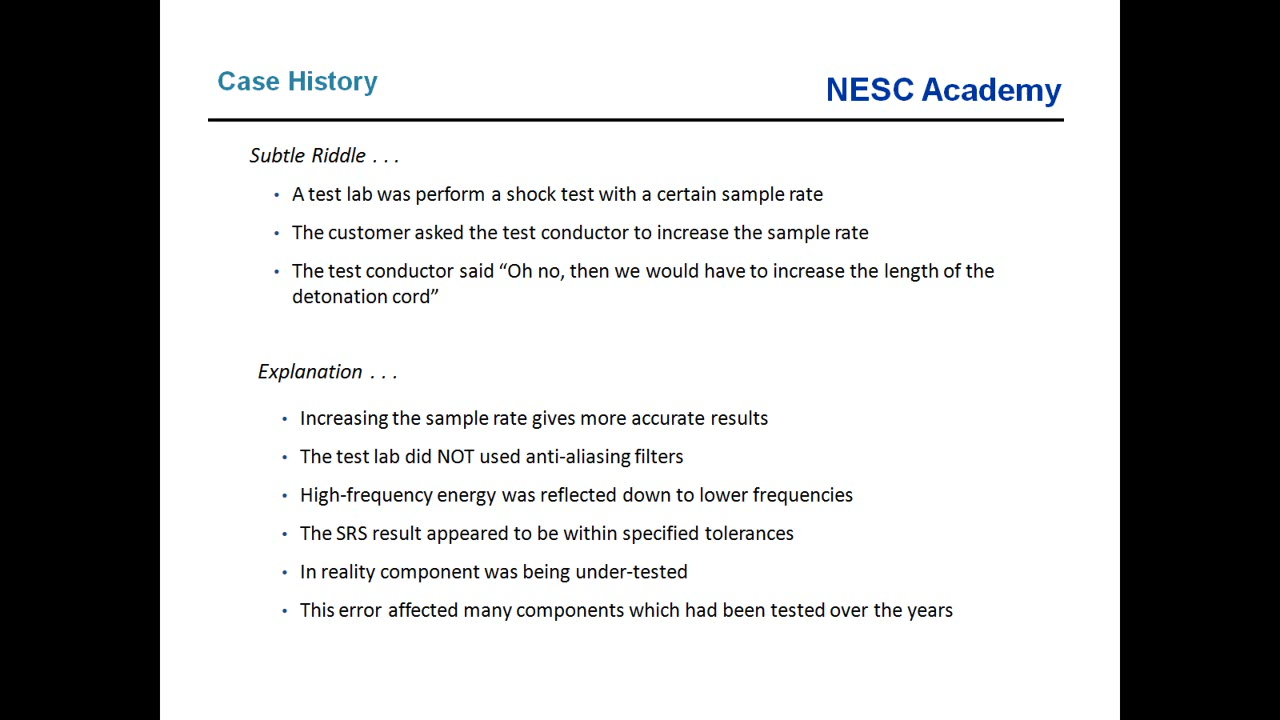 Case History
NESC Academy
Subtle Riddle . . .
• A test lab was perform a shock test with a certain sample rate
• The customer asked the test conductor to increase the sample rate
• The test conductor said “Oh no, then we would have to increase the length of the
detonation cord”
Explanation . . .
• Increasing the sample rate gives more accurate results
• The test lab did NOT used anti-aliasing filters
• High-frequency energy was reflected down to lower frequencies
• The SRS result appeared to be within specified tolerances
• In reality component was being under-tested
• This error affected many components which had been tested over the years